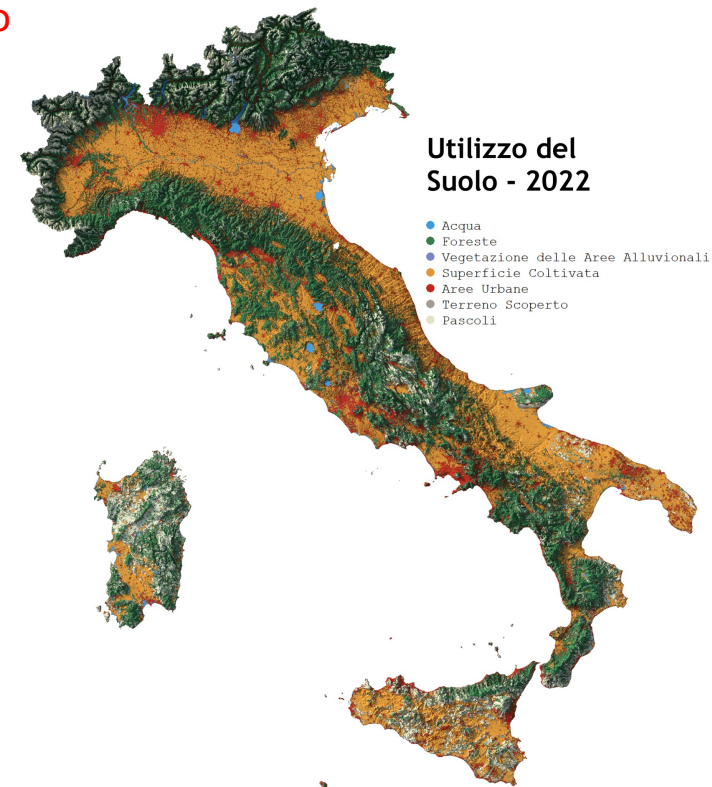 o
Utilizzo del
Suolo - 2022
Acqua
Foreste
Vegetazione delle Aree Alluvionali
Superficie Coltivata
Aree Urbane
Terreno Scoperto
Pascoli